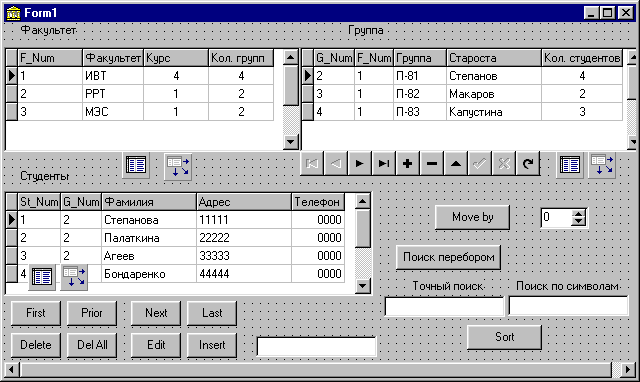 Form1
Факультет Группа
F_Num Факультет Курс Кол. групп
1 ИВТ 4 4
2 РРТ 1 2
3 МЭС 1 2
G_Num F_Num Группа Староста Кол. студентов
2 1 П-81 Степанов 4
3 1 П-82 Макаров 2
4 1 П-83 Капустина 3
Студенты
St_Num G_Num Фамилия Адрес Телефон
1 2 Степанова 11111 0000
2 2 Палаткина 22222 0000
3 2 Агеев 33333 0000
4 Бондаренко 44444 0000
Move by 0
Поиск перебором
Точный поиск Поиск по символам
First Prior Next Last
Sort
Delete Del All Edit Insert